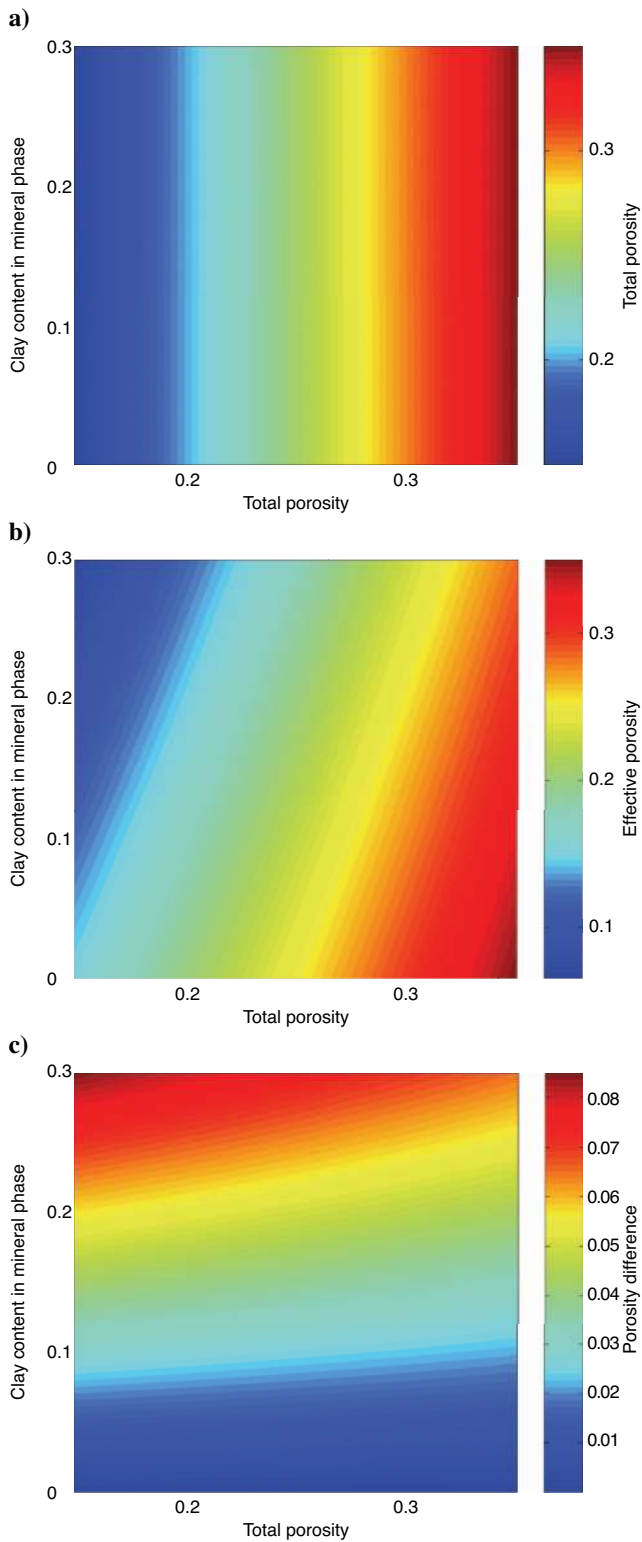 a)
0.3
0.2
0.1
0
Clay content in mineral phase
0.2
0.3
Total porosity
0.3
0.2
Total porosity
b)
0.3
0.2
0.1
0
Clay content in mineral phase
0.2
0.3
Total porosity
0.3
0.2
0.1
Effective porosity
c)
0.3
0.2
0.1
0
Clay content in mineral phase
0.2
0.3
Total porosity
0.08
0.07
0.06
0.05
0.04
0.03
0.02
0.01
Porosity difference